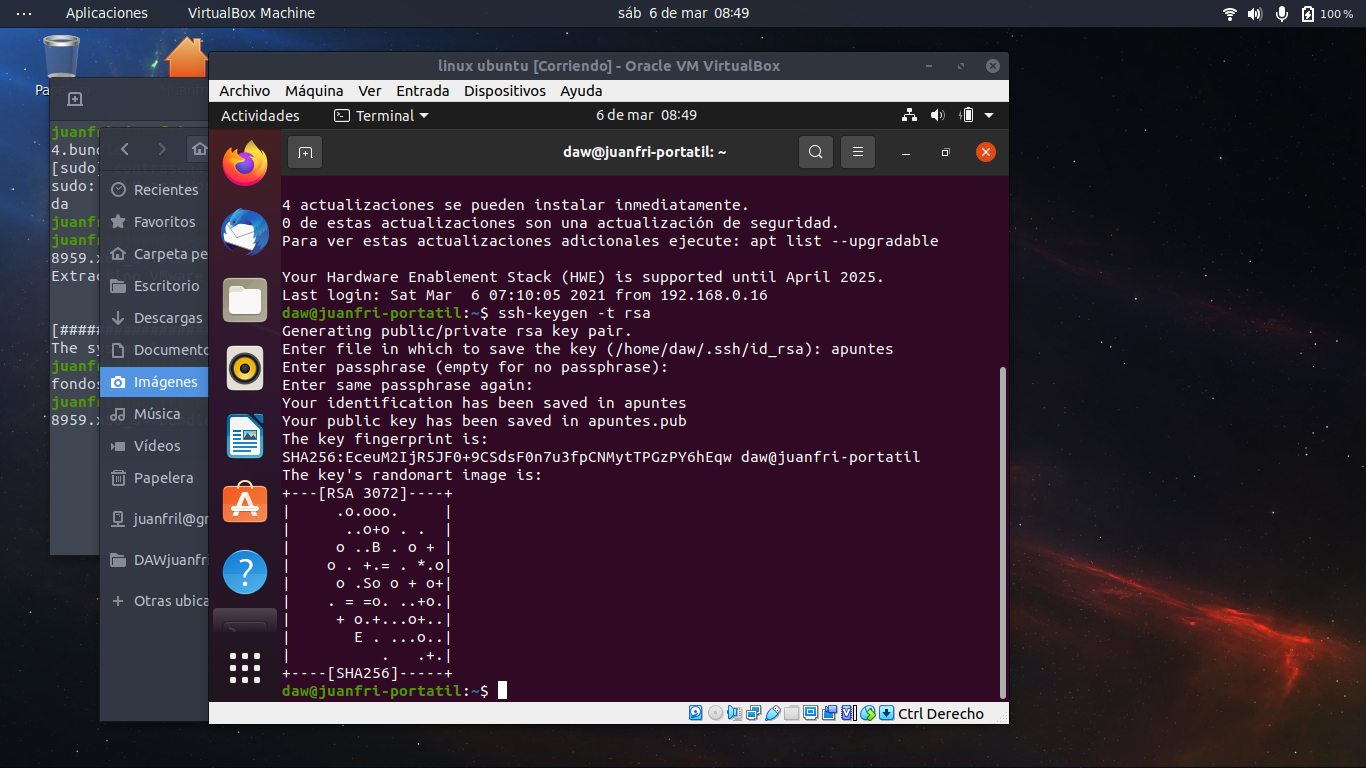 Aplicaciones
VirtualBox Machine
sáb 6 de mar 08:49
100 %
linux ubuntu [Corriendo] - Oracle VM VirtualBox
Archivo Máquina Ver Entrada Dispositivos Ayuda
Actividades
Terminal
6 de mar 08:49
daw@juanfri-portatil: ~
4 actualizaciones se pueden instalar inmediatamente.
0 de estas actualizaciones son una actualización de seguridad.
Para ver estas actualizaciones adicionales ejecute: apt list --upgradable
Your Hardware Enablement Stack (HWE) is supported until April 2025.
Last login: Sat Mar  6 07:10:05 2021 from 192.168.0.16
daw@juanfri-portatil:~$ ssh-keygen -t rsa
Generating public/private rsa key pair.
Enter file in which to save the key (/home/daw/.ssh/id_rsa): apuntes
Enter passphrase (empty for no passphrase):
Enter same passphrase again:
Your identification has been saved in apuntes
Your public key has been saved in apuntes.pub
The key fingerprint is:
SHA256:EceuM2IjR5JF0+9CSdsF0n7u3fpCNMytTPGzPY6hEqw daw@juanfri-portatil
The key's randomart image is:
+---[RSA 3072]----+
|     .o.ooo.     |
|      ..o+o . .  |
|     o ..B . o + |
|    o . +.= . *.o|
|     o .So o + o+|
|    . = =o. ..+o.|
|     + o.+...o+..|
|       E . ...o..|
|          .   .+.|
+----[SHA256]-----+
daw@juanfri-portatil:~$
Ctrl Derecho
4.bun
[sudo]
sudo:
da
8959.x
Extra
[####
The sy
fondos
8959.x
Recientes
Favoritos
Carpeta pe
Escritorio
Descargas
Documento
Imágenes
Música
Vídeos
Papelera
juanfril@g
DAWjuanfr
Otras ubica